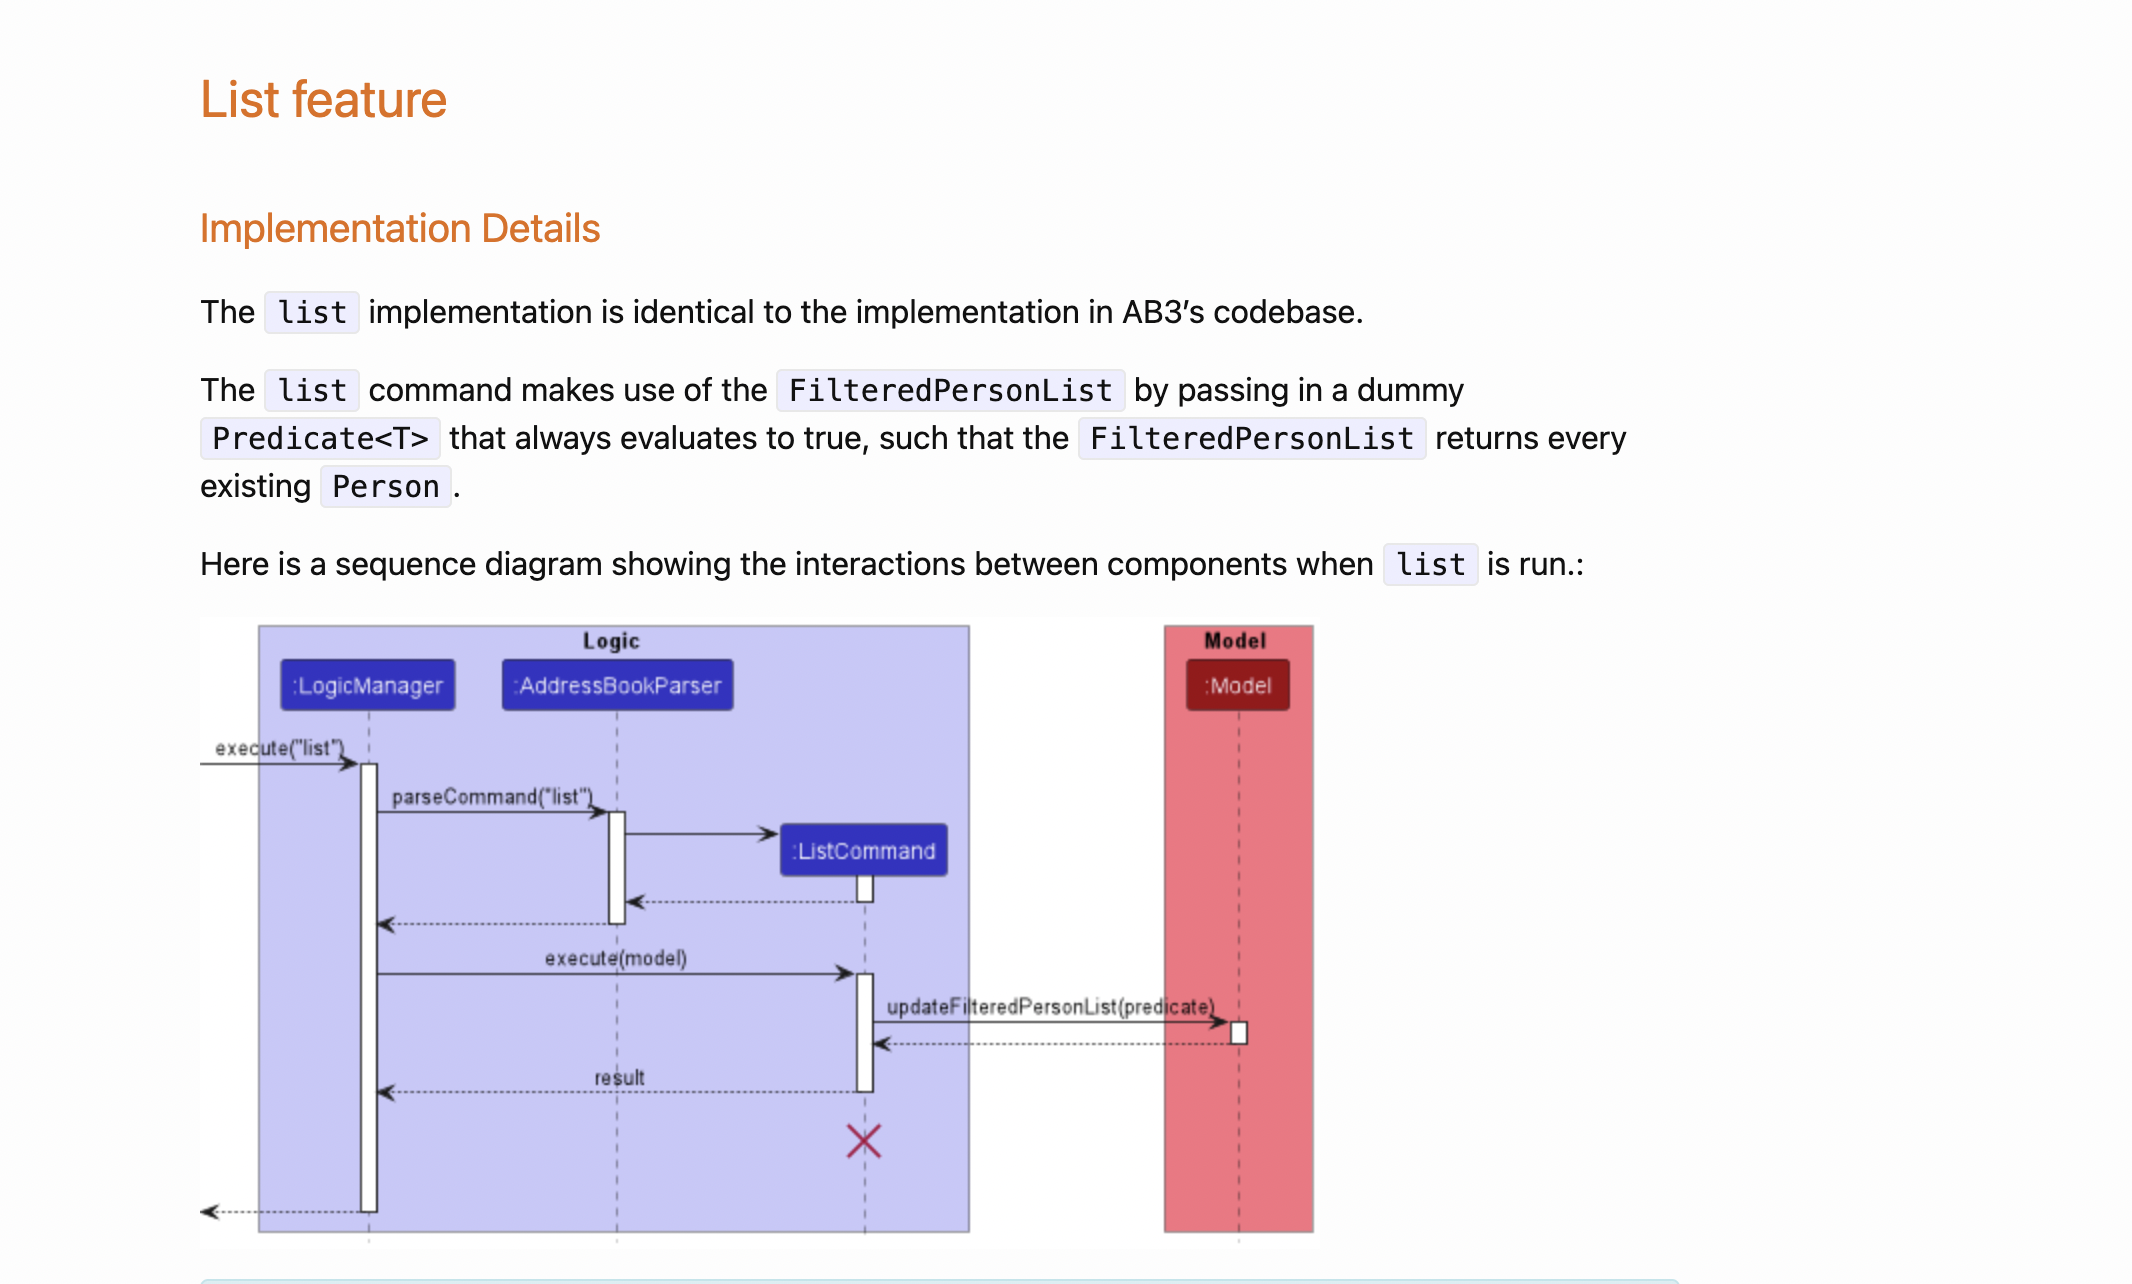 List feature
Implementation Details
The list implementation is identical to the implementation in AB3’s codebase.
The list command makes use of the FilteredPersonList by passing in a dummy
Predicate<T> that always evaluates to true, such that the FilteredPersonList returns every
existing Person.
Here is a sequence diagram showing the interactions between components when list is run.:
Logic
Model
:LogicManager
:AddressBookParser
:Model
execute("list")
parseCommand("list")
:ListCommand
execute(model)
updateFilteredPersonList(predicate)
result